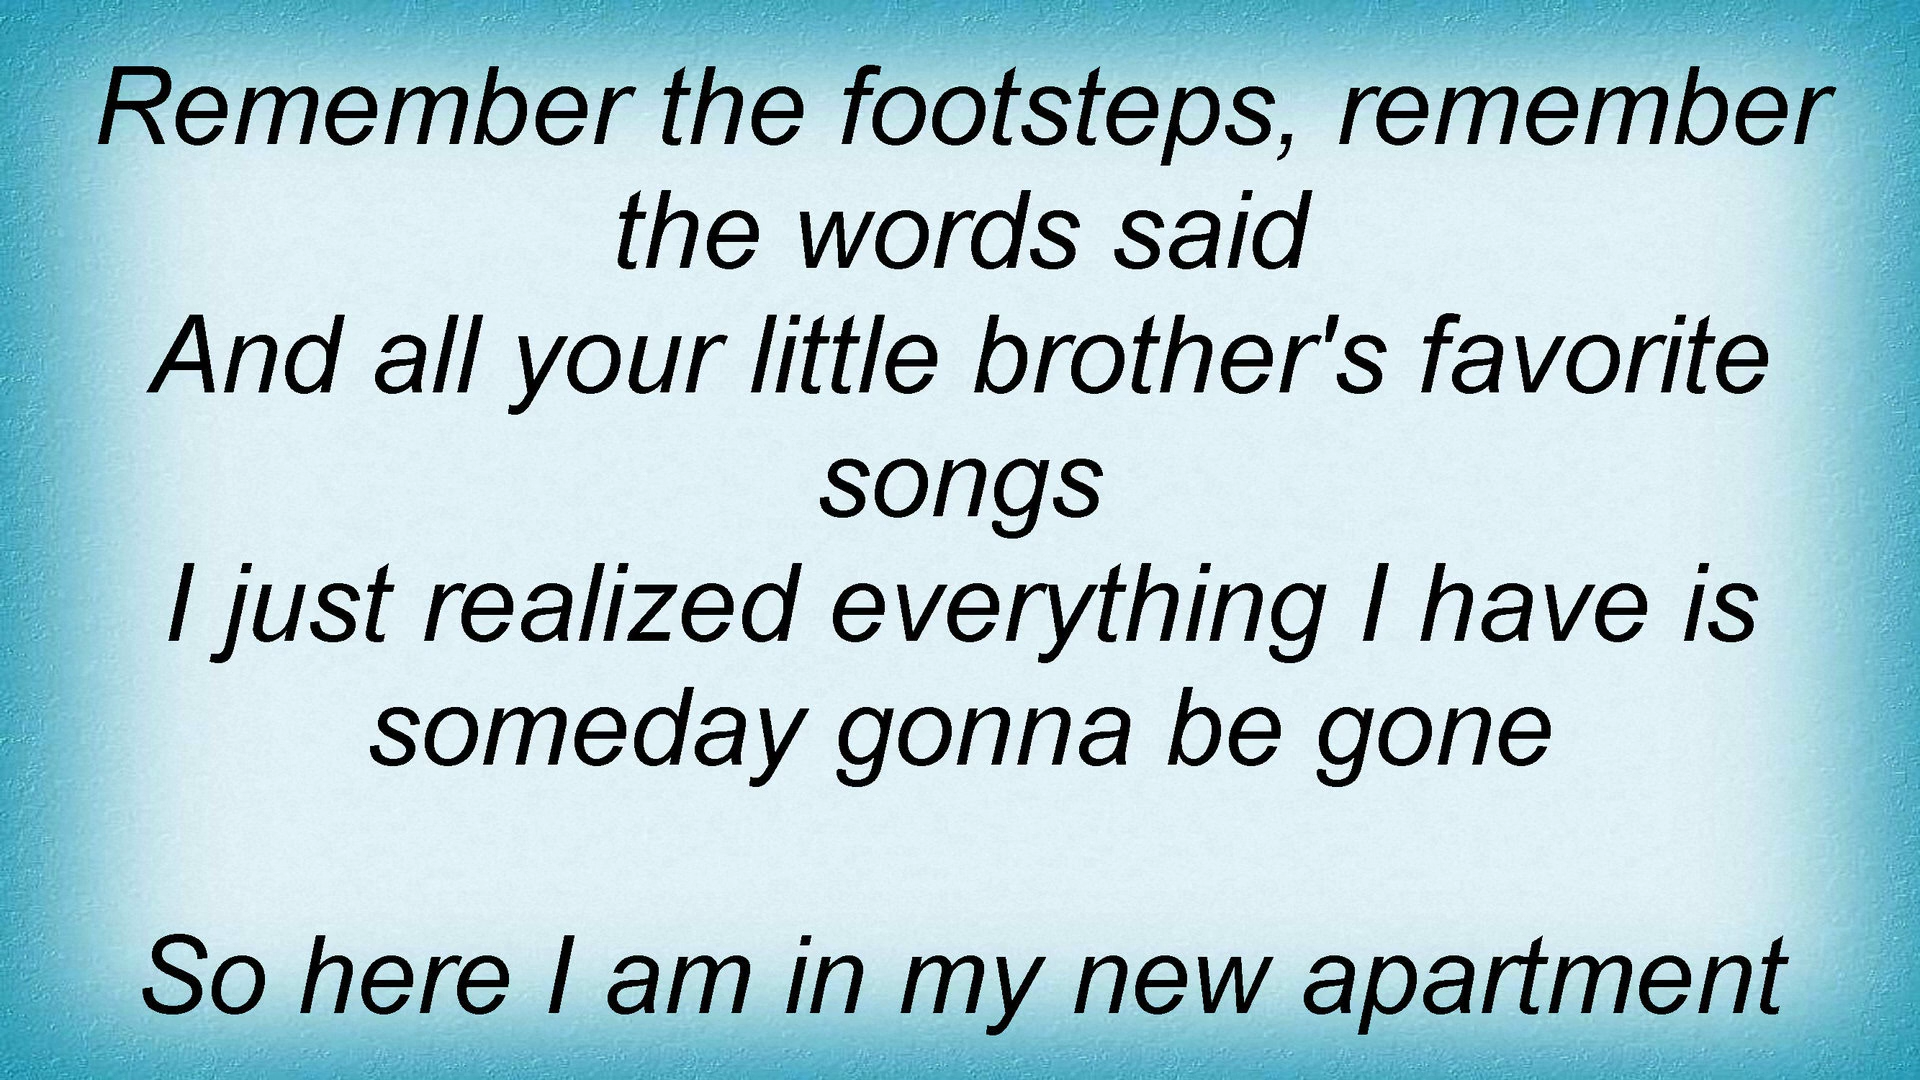 Remember the footsteps, remember
the words said
And all your little brother's favorite
songs
I just realized everything I have is
someday gonna be gone
So here I am in my new apartment